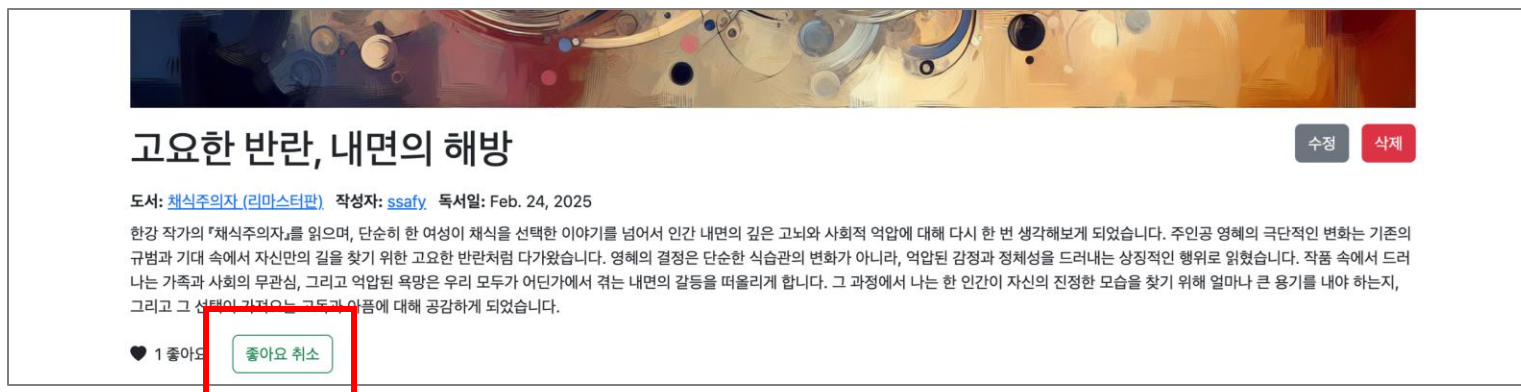 고요한 반란, 내면의 해방
수정 삭제
도서: 채식주의자 (리마스터판) 작성자: ssafy 독서일: Feb. 24, 2025
한강 작가의 『채식주의자』를 읽으며, 단순히 한 여성이 채식을 선택한 이야기를 넘어서 인간 내면의 깊은 고뇌와 사회적 억압에 대해 다시 한 번 생각해보게 되었습니다. 주인공 영혜의 극단적인 변화는 기존의
규범과 기대 속에서 자신만의 길을 찾기 위한 고요한 반란처럼 다가왔습니다. 영혜의 결정은 단순한 식습관의 변화가 아니라, 억압된 감정과 정체성을 드러내는 상징적인 행위로 읽혔습니다. 작품 속에서 드러
나는 가족과 사회의 무관심, 그리고 억압된 욕망은 우리 모두가 어딘가에서 겪는 내면의 갈등을 떠올리게 합니다. 그 과정에서 나는 한 인간이 자신의 진정한 모습을 찾기 위해 얼마나 큰 용기를 내야 하는지,
그리고 그 선택이 가져오는 고독과 아픔에 대해 공감하게 되었습니다.
1 좋아요 좋아요 취소